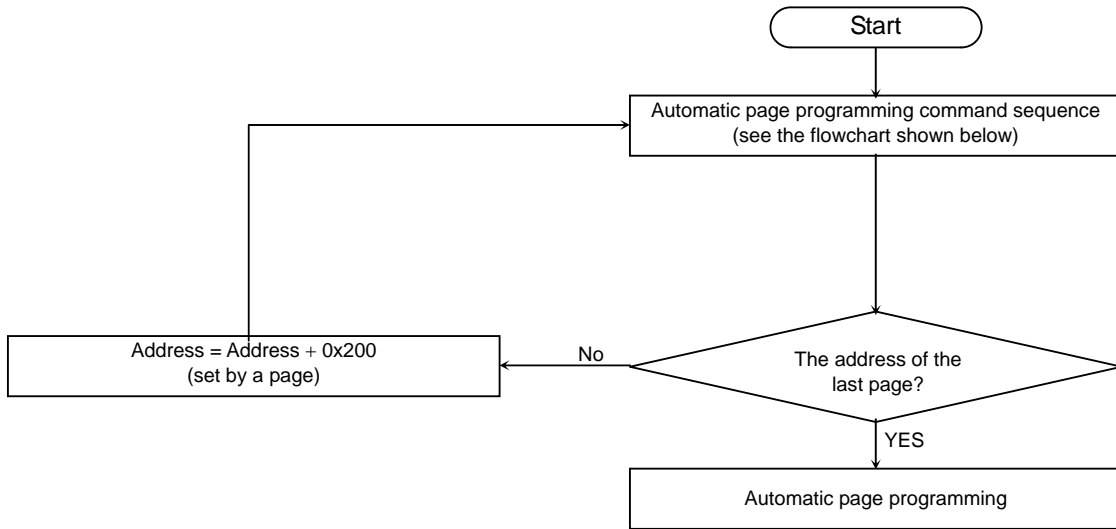 Start
Automatic page programming command sequence
(see the flowchart shown below)
Address = Address + 0x200
(set by a page)
No
The address of the
last page?
YES
Automatic page programming